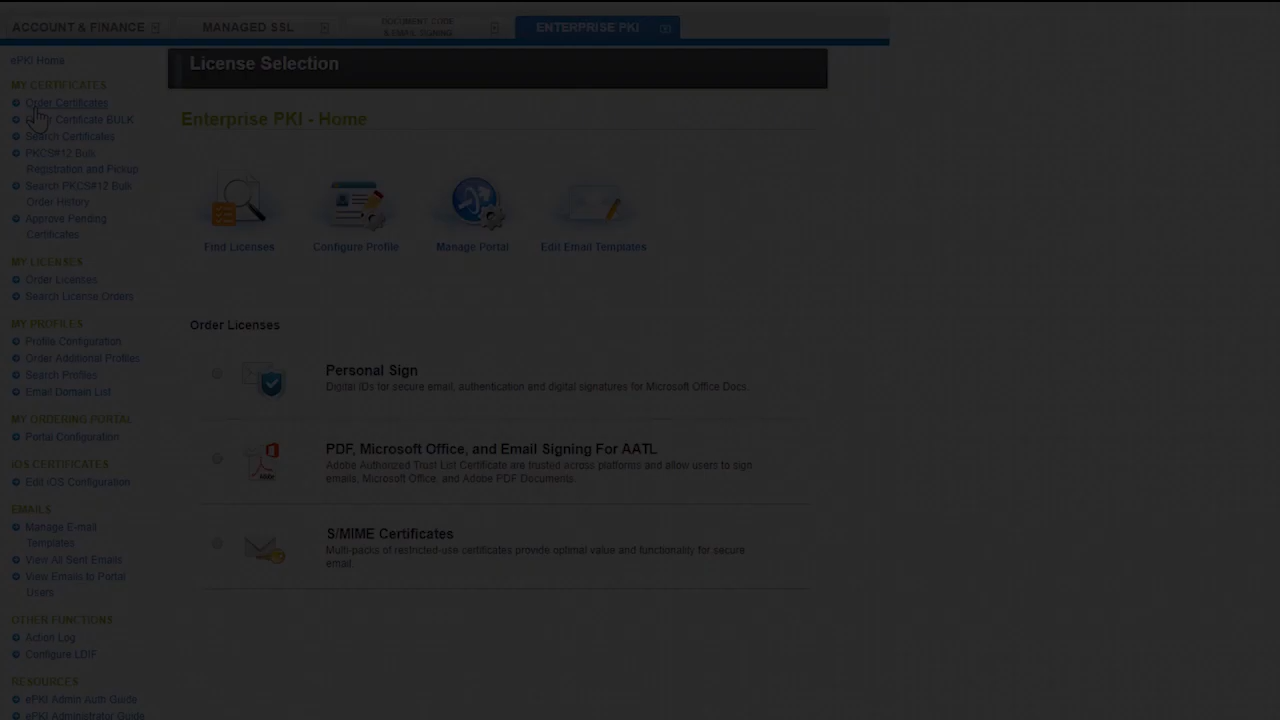 ACCOUNT & FINANCE
MANAGED SSL
DOCUMENT CODE
& EMAIL SIGNING
ENTERPRISE PKI
ePKI Home
License Selection
MY CERTIFICATES
Order Certificates
Order Certificate BULK
Search Certificates
PKCS#12 Bulk
Registration and Pickup
Search PKCS#12 Bulk
Order History
Approve Pending
Certificates
MY LICENSES
Order Licenses
Search License Orders
MY PROFILES
Profile Configuration
Order Additional Profiles
Search Profiles
Email Domain List
MY ORDERING PORTAL
Portal Configuration
iOS CERTIFICATES
Edit iOS Configuration
EMAILS
Manage E-mail
Templates
View All Sent Emails
View Emails to Portal
Users
OTHER FUNCTIONS
Action Log
Configure LDIF
RESOURCES
ePKI Admin Auth Guide
ePKI Administrator Guide
Enterprise PKI - Home
Find Licenses
Configure Profile
Manage Portal
Edit Email Templates
Order Licenses
Personal Sign
Digital IDs for secure email, authentication and digital signatures for Microsoft Office Docs.
PDF, Microsoft Office, and Email Signing For AATL
Adobe Authorized Trust List Certificate are trusted across platforms and allow users to sign
emails, Microsoft Office, and Adobe PDF Documents.
S/MIME Certificates
Multi-packs of restricted-use certificates provide optimal value and functionality for secure
email.